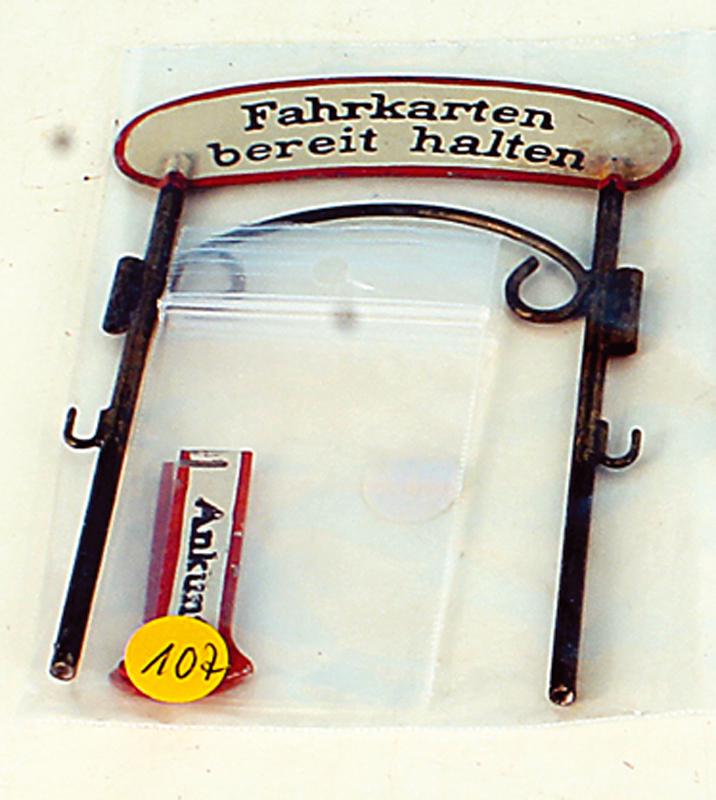 Fahrkarten
bereit halten
Ankun
107